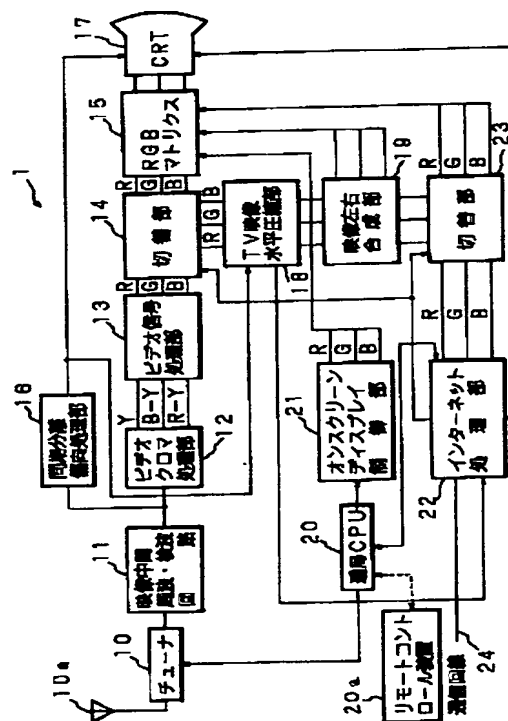 1
10a
10
チューナ
11
映像中間
周波・検波
回路
16
同期分離
偏向処理部
12
ビデオ
クロマ
処理部
Y
B-Y
R-Y
13
ビデオ信号
処理部
R
G
B
14
切替部
R
G
B
15
RGB
マトリクス
17
CRT
R
G
B
18
TV映像
水平圧縮部
19
映像左右
合成部
20
選局CPU
20a
リモートコント
ロール装置
21
オンスクリーン
ディスプレイ
制御部
R
G
B
22
インターネット
処理部
R
G
B
23
切替部
R
G
B
24
通信回線